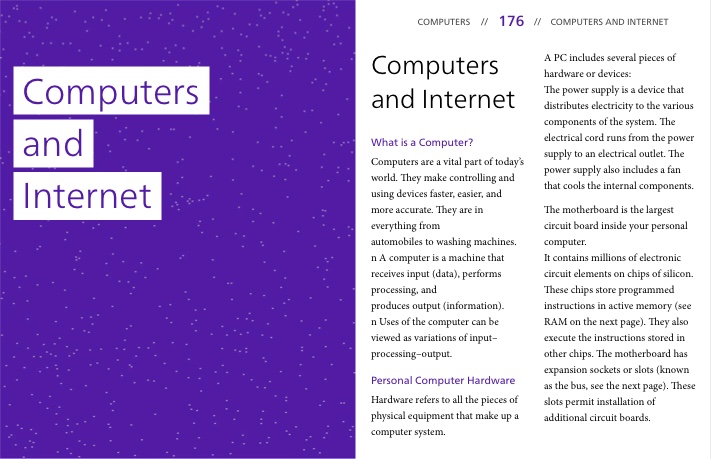 Computers
and
Internet
COMPUTERS // 176 // COMPUTERS AND INTERNET
Computers
and Internet
What is a Computer?
Computers are a vital part of today’s
world. They make controlling and
using devices faster, easier, and
more accurate. They are in
everything from
automobiles to washing machines.
n A computer is a machine that
receives input (data), performs
processing, and
produces output (information).
n Uses of the computer can be
viewed as variations of input–
processing–output.
Personal Computer Hardware
Hardware refers to all the pieces of
physical equipment that make up a
computer system.
A PC includes several pieces of
hardware or devices:
The power supply is a device that
distributes electricity to the various
components of the system. The
electrical cord runs from the power
supply to an electrical outlet. The
power supply also includes a fan
that cools the internal components.
The motherboard is the largest
circuit board inside your personal
computer.
It contains millions of electronic
circuit elements on chips of silicon.
These chips store programmed
instructions in active memory (see
RAM on the next page). They also
execute the instructions stored in
other chips. The motherboard has
expansion sockets or slots (known
as the bus, see the next page). These
slots permit installation of
additional circuit boards.